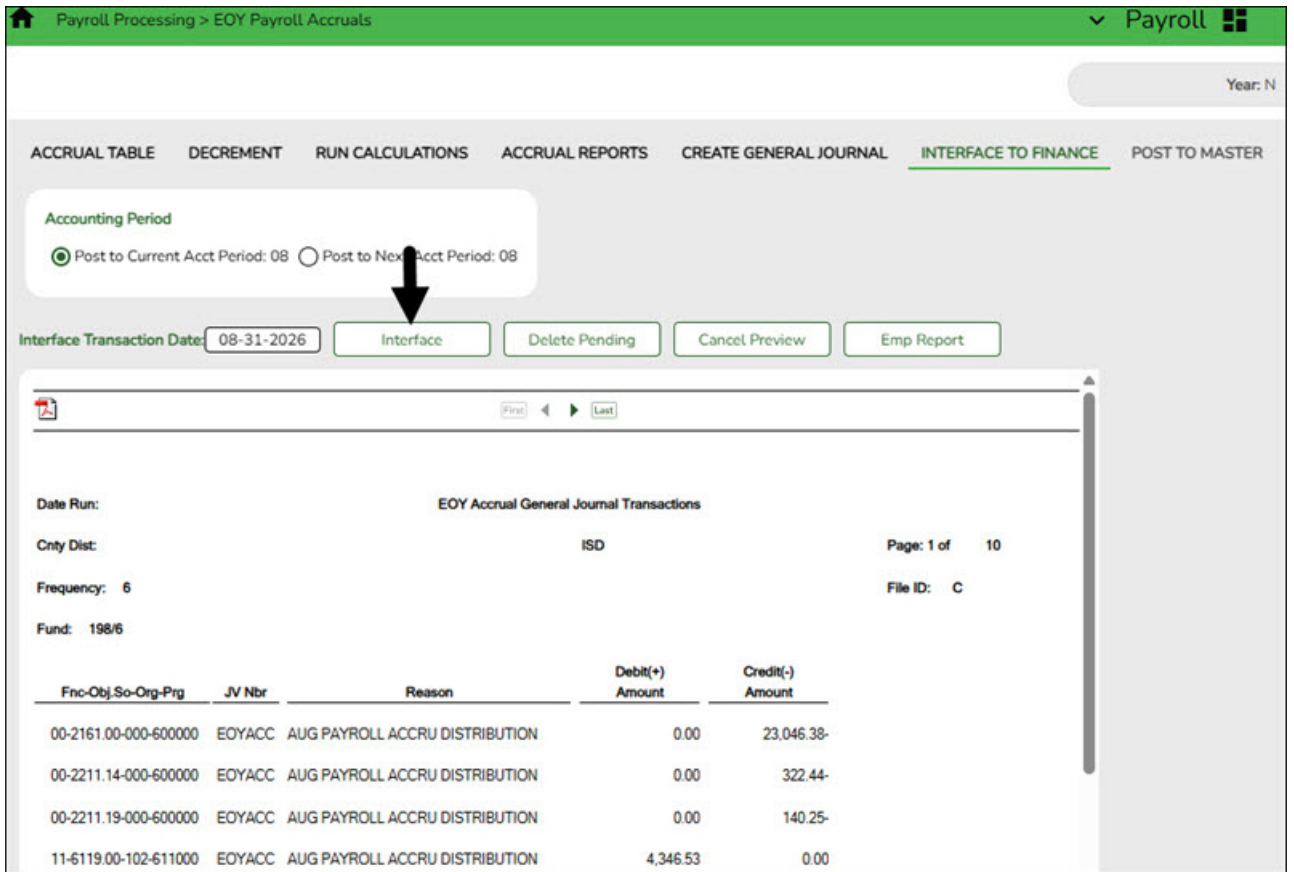 Payroll Processing > EOY Payroll Accruals Payroll
Year: N
ACCRUAL TABLE DECREMENT RUN CALCULATIONS ACCRUAL REPORTS CREATE GENERAL JOURNAL INTERFACE TO FINANCE POST TO MASTER
Accounting Period
Post to Current Acct Period: 08 Post to Next Acct Period: 08
Interface Transaction Date: 08-31-2026 Interface Delete Pending Cancel Preview Emp Report
First Last
Date Run: EOY Accrual General Journal Transactions
Cnty Dist: ISD Page: 1 of 10
Frequency: 6 File ID: C
Fund: 198/6
Debit(+) Credit(-)
Fnc-Obj.So-Org-Prg JV Nbr Reason Amount Amount
00-2161.00-000-600000 EOYACC AUG PAYROLL ACCRU DISTRIBUTION 0.00 23,046.38-
00-2211.14-000-600000 EOYACC AUG PAYROLL ACCRU DISTRIBUTION 0.00 322.44-
00-2211.19-000-600000 EOYACC AUG PAYROLL ACCRU DISTRIBUTION 0.00 140.25-
11-6119.00-102-611000 EOYACC AUG PAYROLL ACCRU DISTRIBUTION 4,346.53 0.00